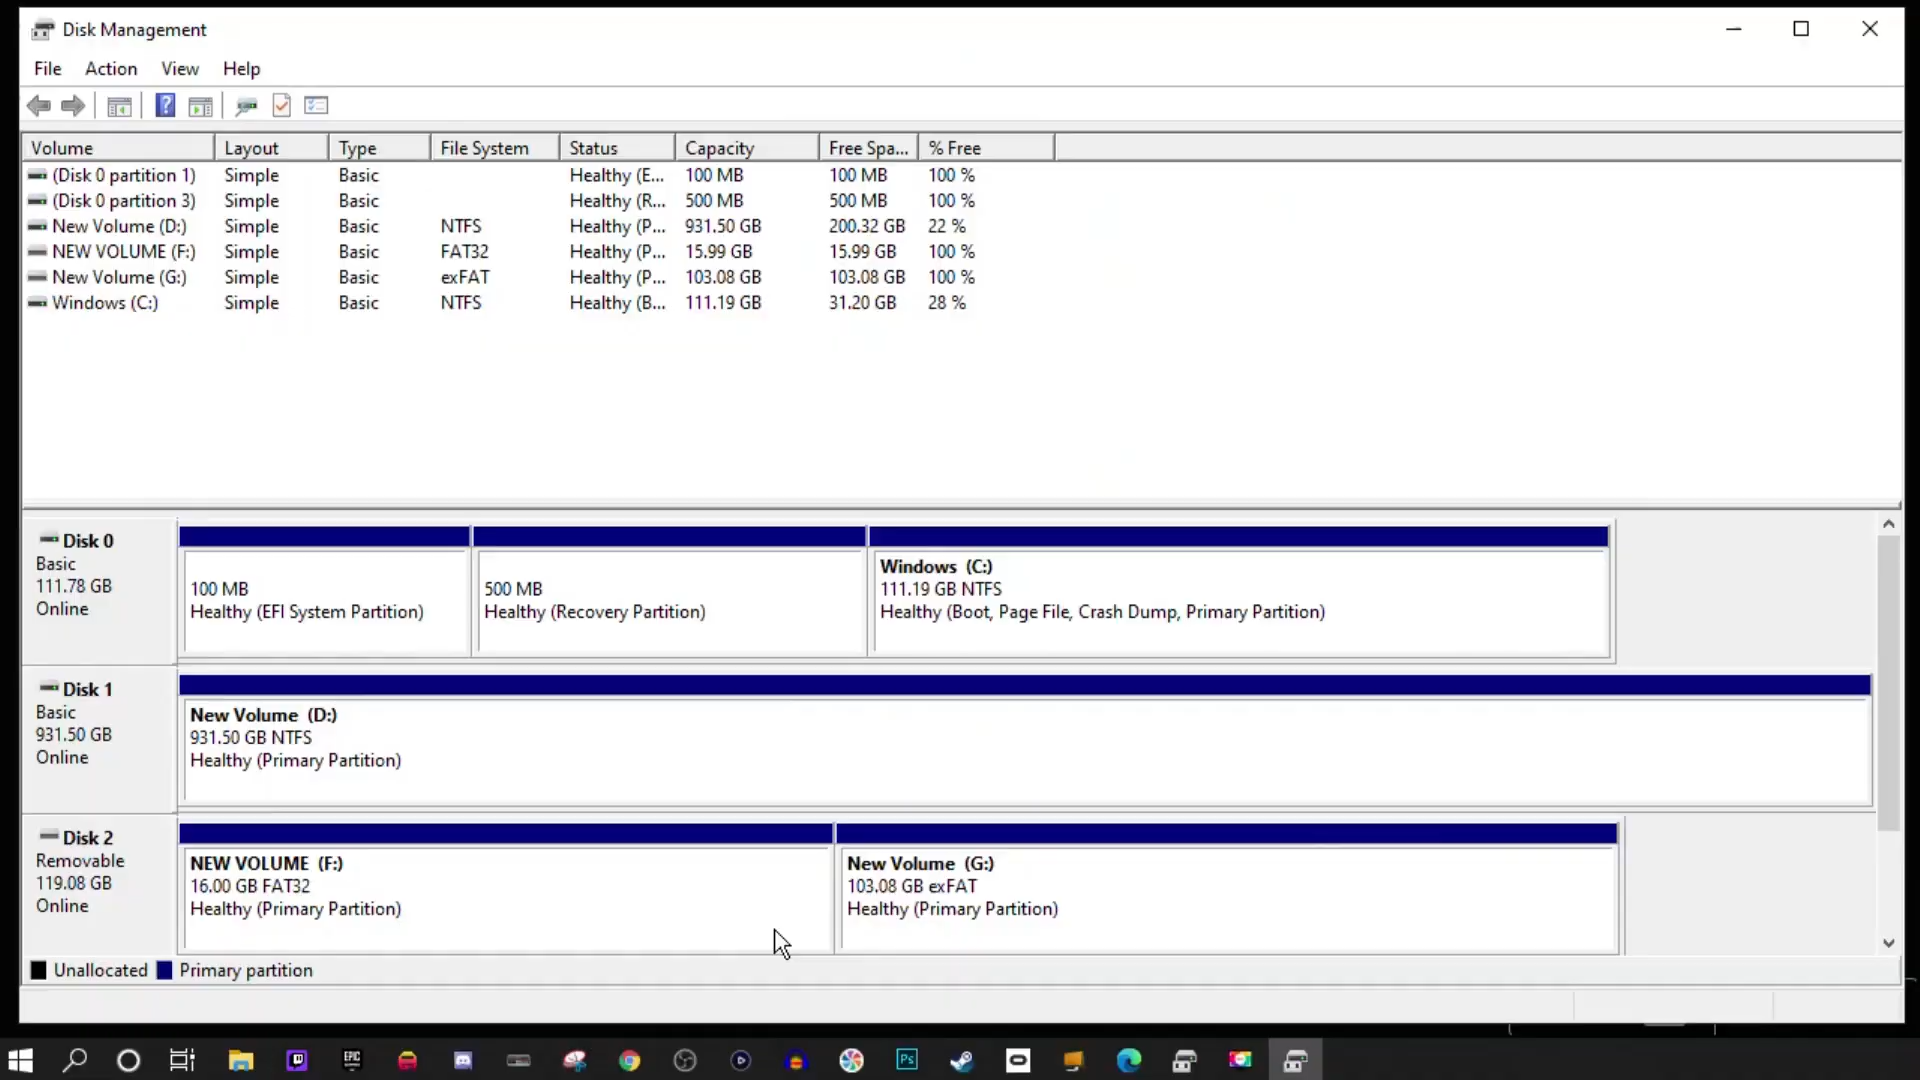 Disk Management
File Action View Help
Volume Layout Type File System Status Capacity Free Spa... % Free
(Disk 0 partition 1) Simple Basic Healthy (E... 100 MB 100 MB 100 %
(Disk 0 partition 3) Simple Basic Healthy (R... 500 MB 500 MB 100 %
New Volume (D:) Simple Basic NTFS Healthy (P... 931.50 GB 200.32 GB 22 %
NEW VOLUME (F:) Simple Basic FAT32 Healthy (P... 15.99 GB 15.99 GB 100 %
New Volume (G:) Simple Basic exFAT Healthy (P... 103.08 GB 103.08 GB 100 %
Windows (C:) Simple Basic NTFS Healthy (B... 111.19 GB 31.20 GB 28 %
Disk 0
Basic
111.78 GB
Online
100 MB
Healthy (EFI System Partition)
500 MB
Healthy (Recovery Partition)
Windows (C:)
111.19 GB NTFS
Healthy (Boot, Page File, Crash Dump, Primary Partition)
Disk 1
Basic
931.50 GB
Online
New Volume (D:)
931.50 GB NTFS
Healthy (Primary Partition)
Disk 2
Removable
119.08 GB
Online
NEW VOLUME (F:)
16.00 GB FAT32
Healthy (Primary Partition)
New Volume (G:)
103.08 GB exFAT
Healthy (Primary Partition)
Unallocated Primary partition
EPIC
Ps